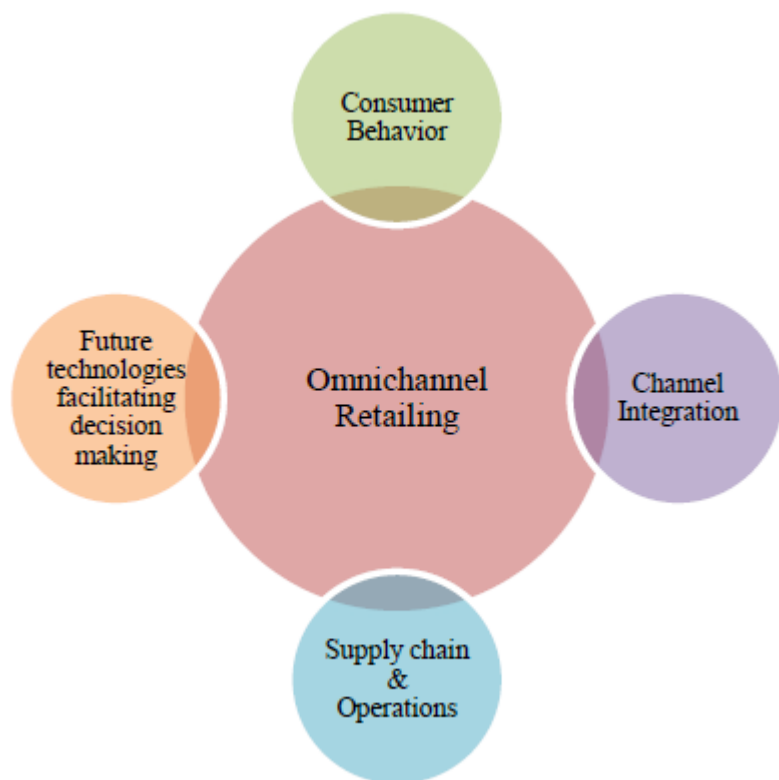 Consumer
Behavior
Future
technologies
facilitating
decision
making
Omnichannel
Retailing
Channel
Integration
Supply chain
&
Operations